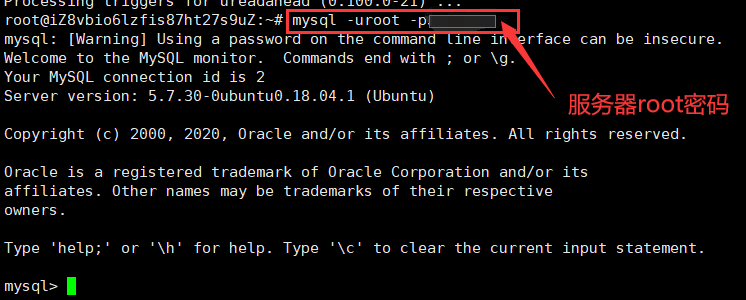 Processing triggers for ureadahead (0.100.0-21) ...
root@iZ8vbio6lzfis87ht27s9uZ:~# mysql -uroot -p
mysql: [Warning] Using a password on the command line interface can be insecure.
Welcome to the MySQL monitor.  Commands end with ; or \g.
Your MySQL connection id is 2
Server version: 5.7.30-0ubuntu0.18.04.1 (Ubuntu)
服务器root密码
Copyright (c) 2000, 2020, Oracle and/or its affiliates. All rights reserved.
Oracle is a registered trademark of Oracle Corporation and/or its
affiliates. Other names may be trademarks of their respective
owners.
Type 'help;' or '\h' for help. Type '\c' to clear the current input statement.
mysql>